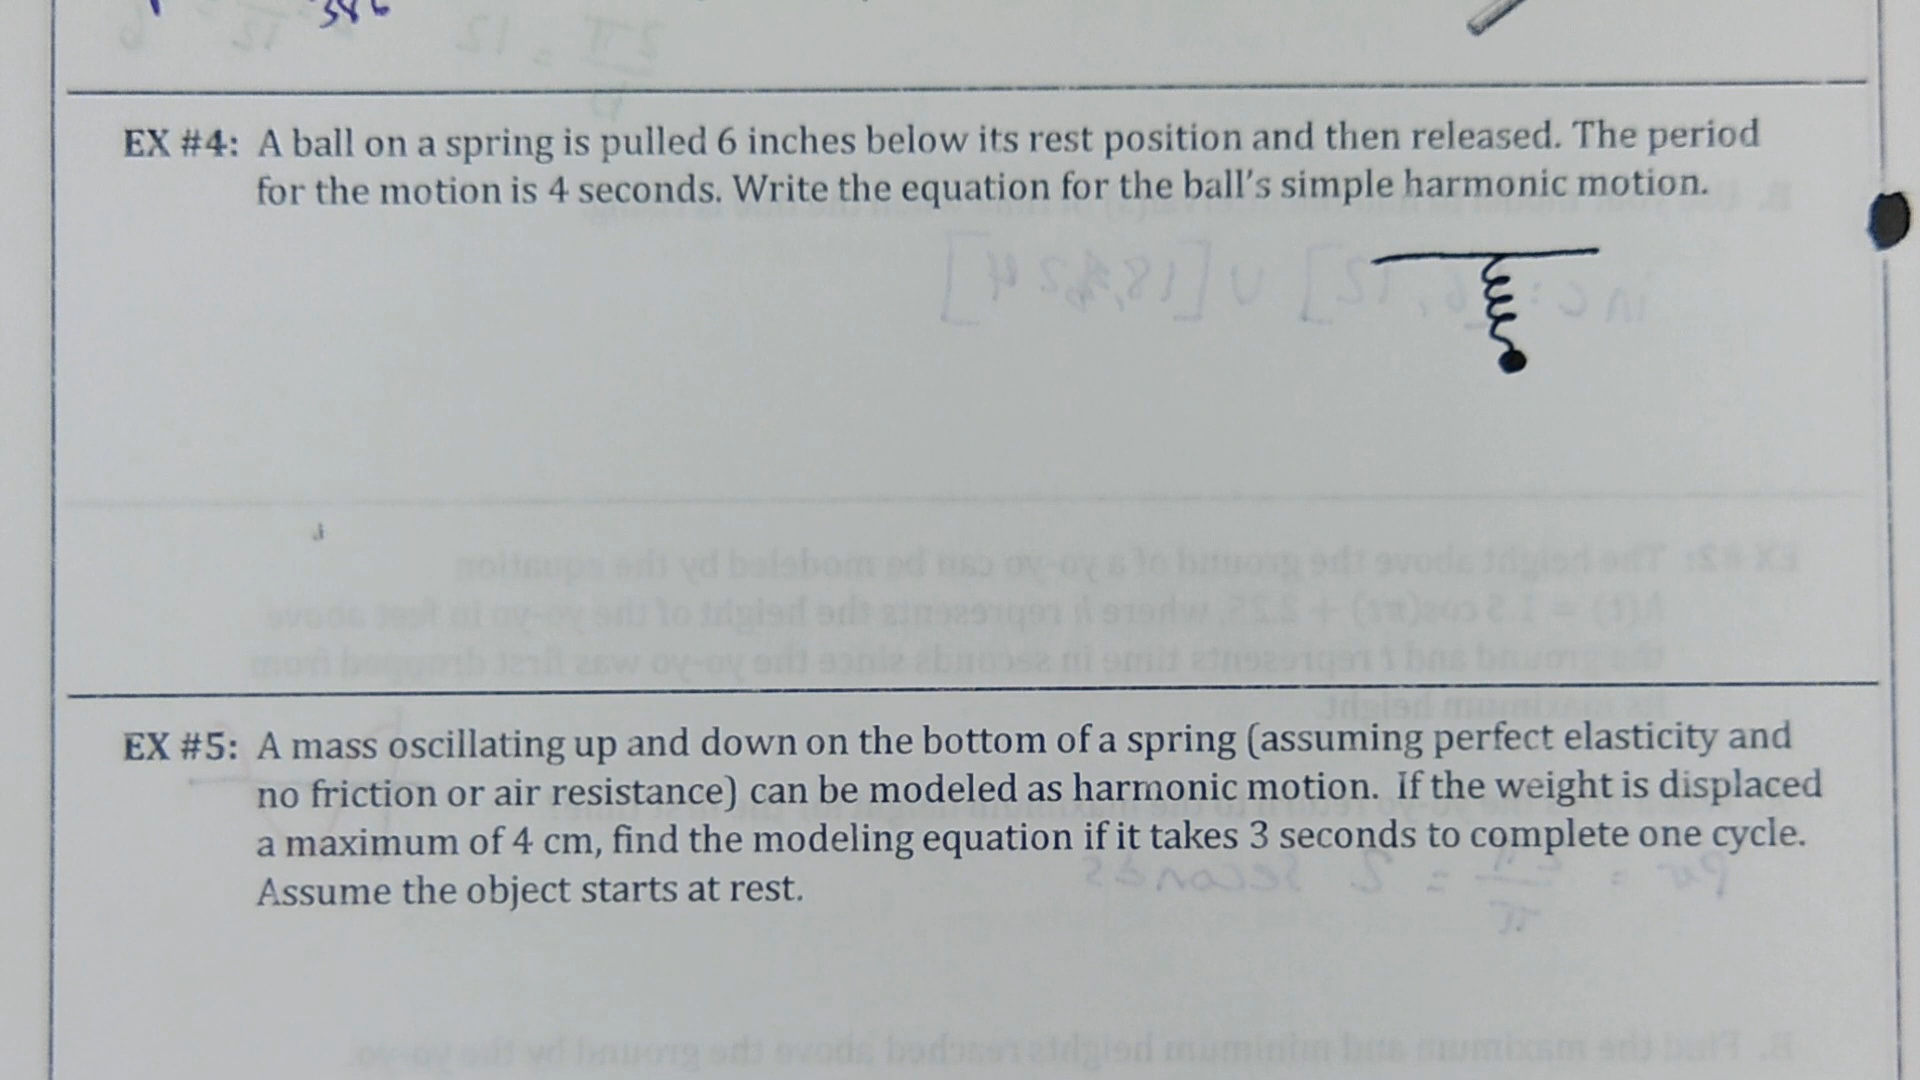 386
EX #4: A ball on a spring is pulled 6 inches below its rest position and then released. The period
for the motion is 4 seconds. Write the equation for the ball's simple harmonic motion.
EX #5: A mass oscillating up and down on the bottom of a spring (assuming perfect elasticity and
no friction or air resistance) can be modeled as harmonic motion. If the weight is displaced
a maximum of 4 cm, find the modeling equation if it takes 3 seconds to complete one cycle.
Assume the object starts at rest.